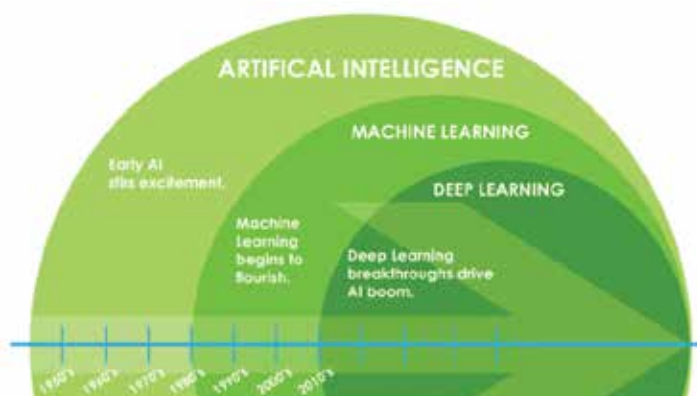 ARTIFICAL INTELLIGENCE
MACHINE LEARNING
DEEP LEARNING
Early AI
stirs excitement.
Machine
Learning
begins to
flourish.
Deep Learning
breakthroughs drive
AI boom.
1950's
1960's
1970's
1980's
1990's
2000's
2010's